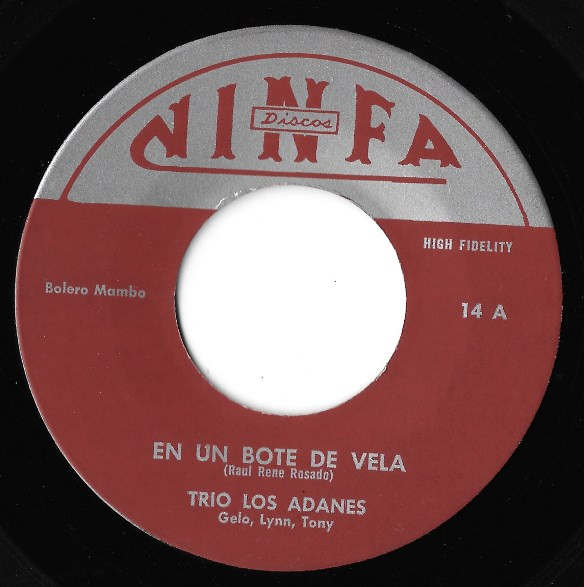 NINFA
Discos
HIGH FIDELITY
Bolero Mambo
14 A
EN UN BOTE DE VELA
(Raul Rene Rosado)
TRIO LOS ADANES
Gelo, Lynn, Tony